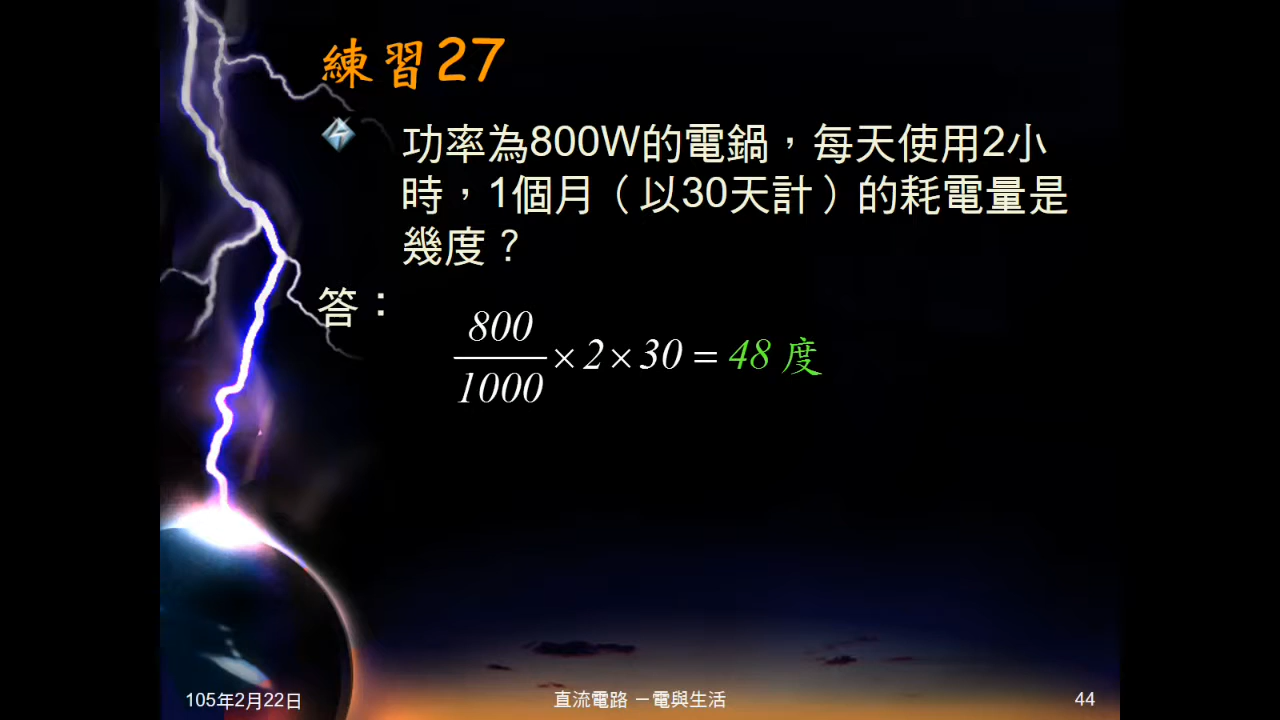 練習27
功率為800W的電鍋，每天使用2小
時，1個月（以30天計）的耗電量是
幾度？
答：
800/1000 × 2 × 30 = 48 度
105年2月22日 直流電路 －電與生活 44